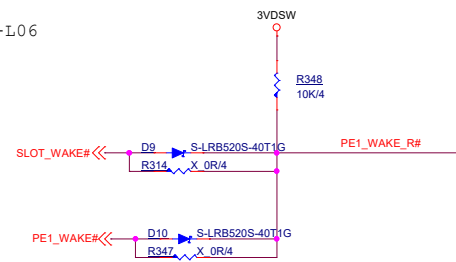 -L06
3VDSW
R348
10K/4
D9 S-LRB520S-40T1G
SLOT_WAKE#
PE1_WAKE_R#
R314 X_0R/4
D10 S-LRB520S-40T1G
PE1_WAKE#
R347 X_0R/4